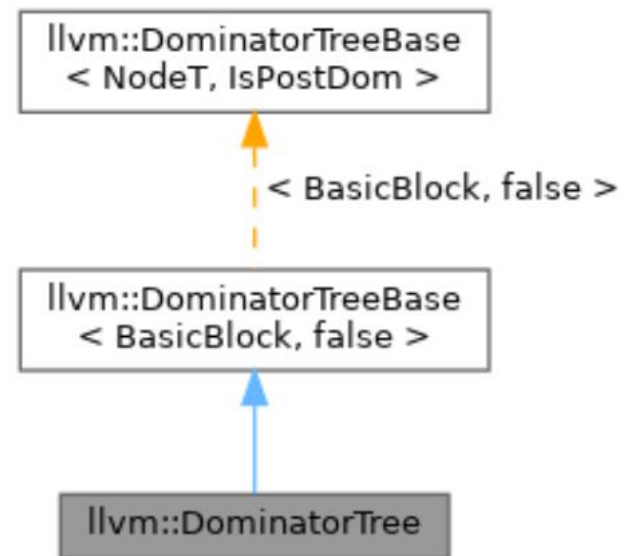 llvm::DominatorTreeBase
< NodeT, IsPostDom >
< BasicBlock, false >
llvm::DominatorTreeBase
< BasicBlock, false >
llvm::DominatorTree